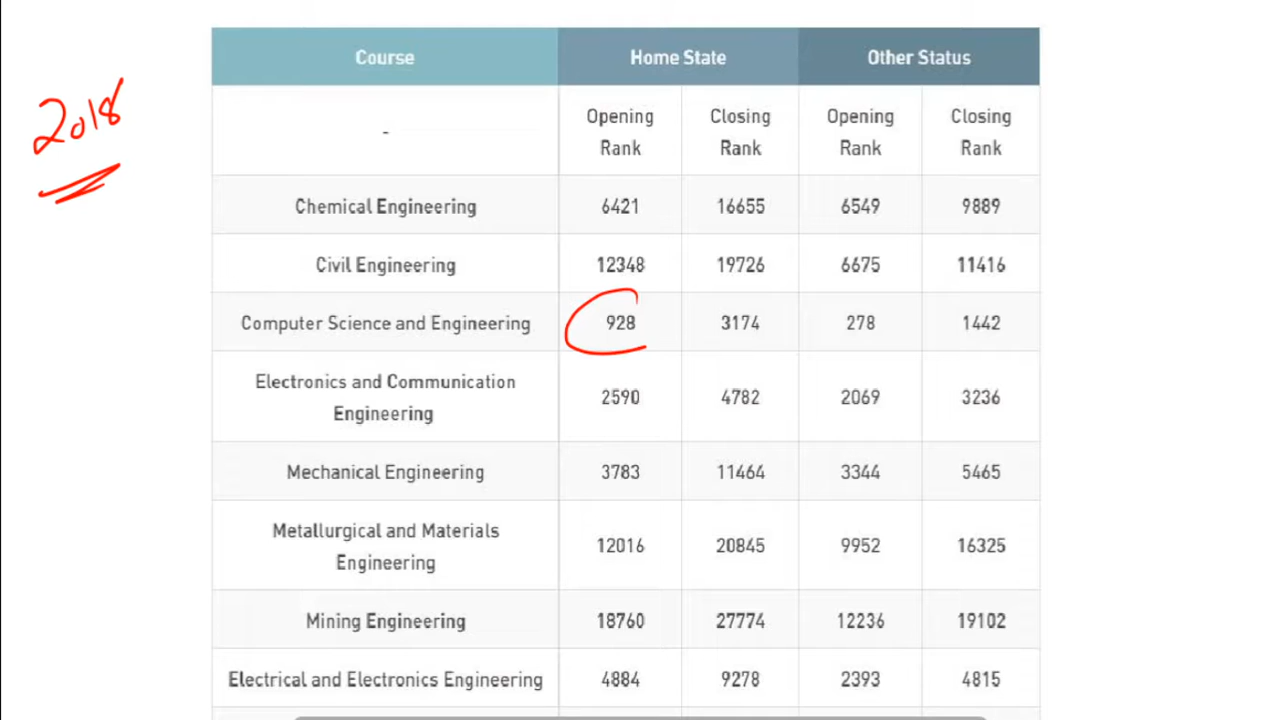 2018
Course Home State Other Status
- Opening Rank Closing Rank Opening Rank Closing Rank
Chemical Engineering 6421 16655 6549 9889
Civil Engineering 12348 19726 6675 11416
Computer Science and Engineering 928 3174 278 1442
Electronics and Communication Engineering 2590 4782 2069 3236
Mechanical Engineering 3783 11464 3344 5465
Metallurgical and Materials Engineering 12016 20845 9952 16325
Mining Engineering 18760 27774 12236 19102
Electrical and Electronics Engineering 4884 9278 2393 4815